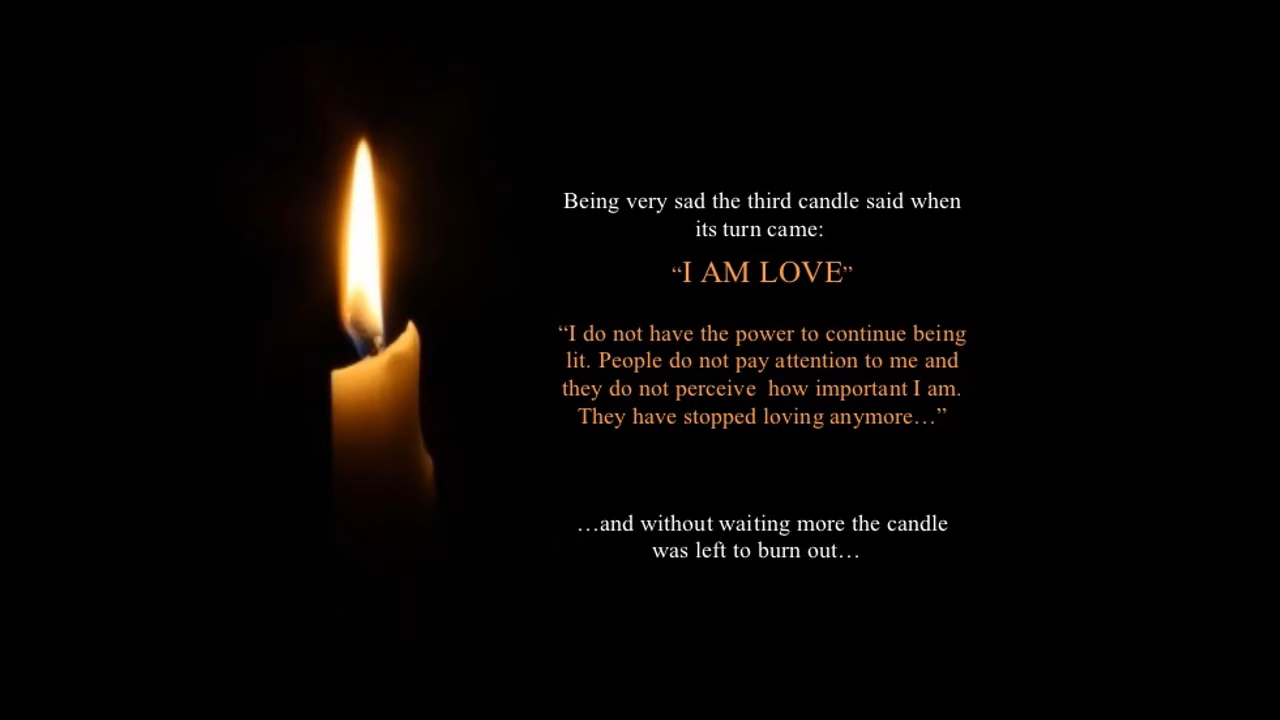 Being very sad the third candle said when
its turn came:
“I AM LOVE”
“I do not have the power to continue being
lit. People do not pay attention to me and
they do not perceive  how important I am.
They have stopped loving anymore…”
…and without waiting more the candle
was left to burn out…